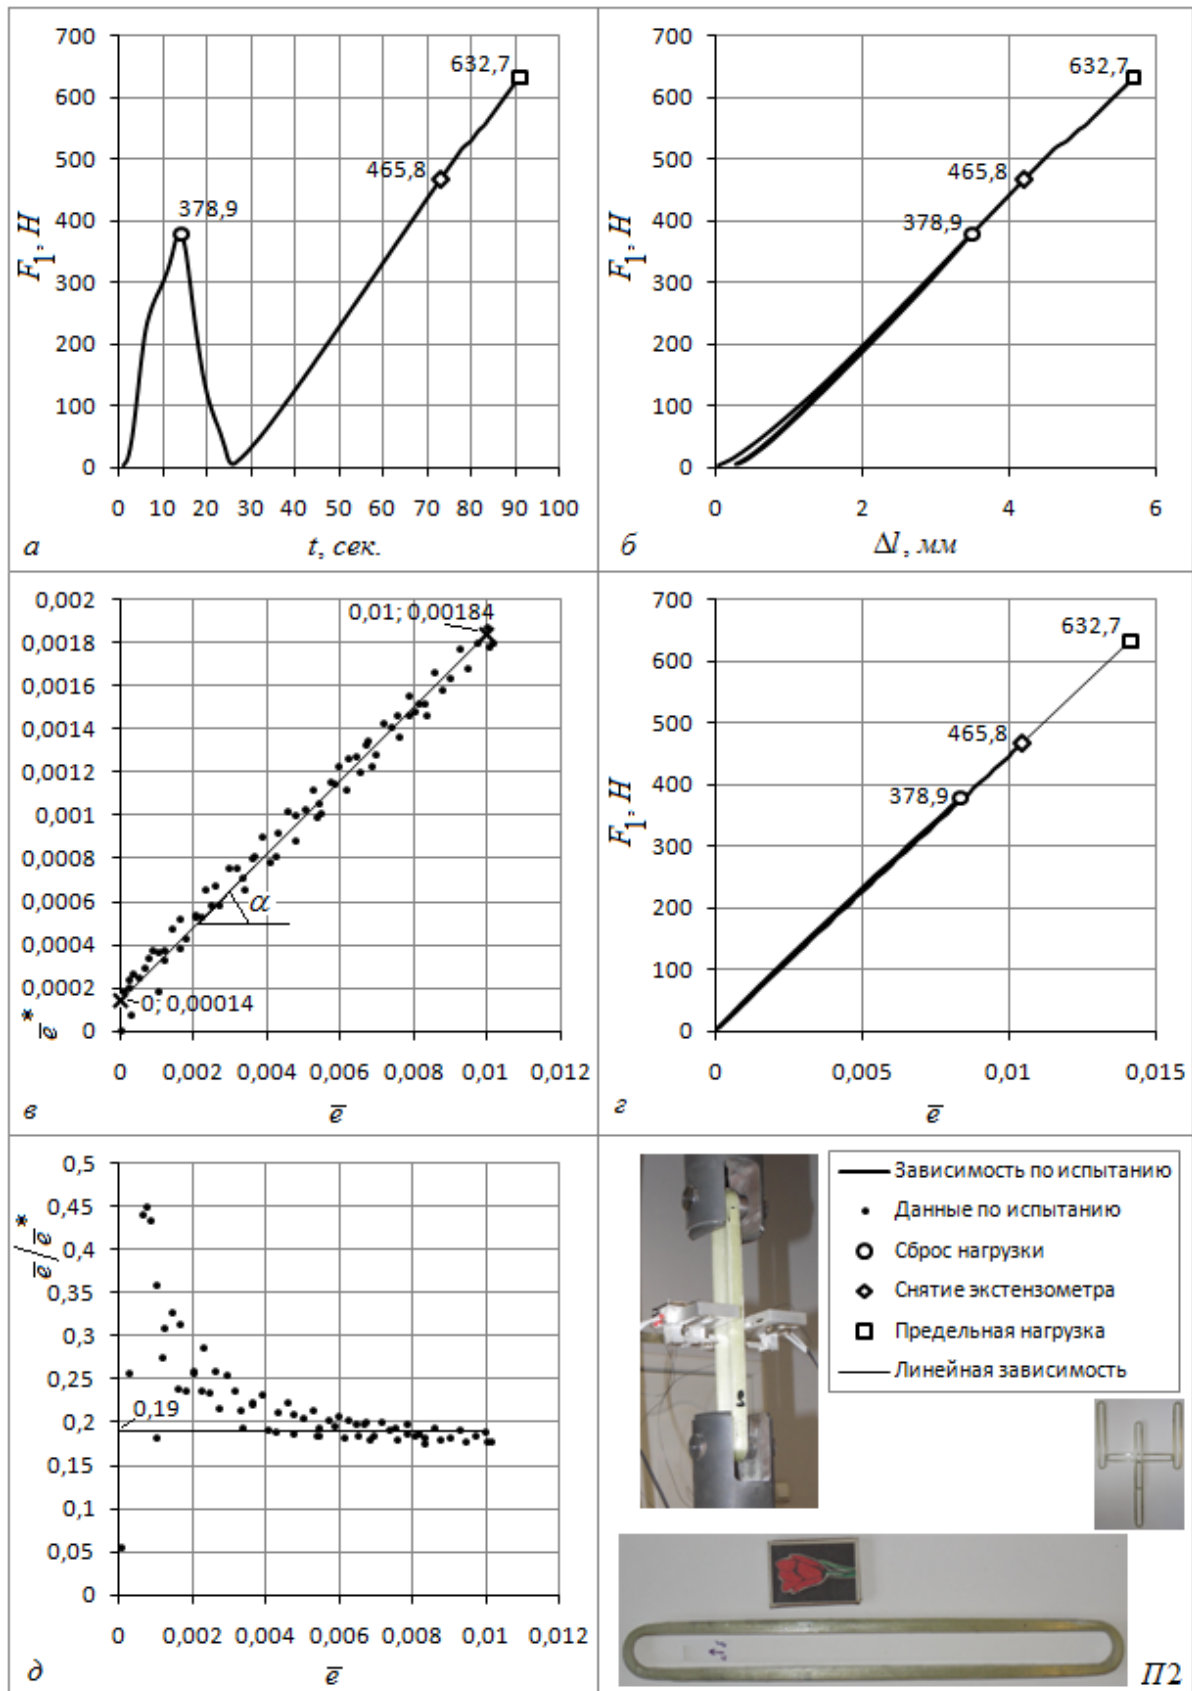 700
600
500
400
300
200
100
0
632,7
465,8
378,9
F₁, Н
0 10 20 30 40 50 60 70 80 90 100
а
t, сек.
700
600
500
400
300
200
100
0
632,7
465,8
378,9
F₁, Н
0 2 4 6
б
Δl, мм
0,002
0,0018
0,0016
0,0014
0,0012
0,001
0,0008
0,0006
0,0004
0,0002
0
0,01; 0,00184
α
0; 0,00014
e̅*
0 0,002 0,004 0,006 0,008 0,01 0,012
в
e̅
700
600
500
400
300
200
100
0
632,7
465,8
378,9
F₁, Н
0 0,005 0,01 0,015
г
e̅
0,5
0,45
0,4
0,35
0,3
0,25
0,2
0,15
0,1
0,05
0
0,19
e̅/e̅*
0 0,002 0,004 0,006 0,008 0,01 0,012
д
e̅
Зависимость по испытанию
Данные по испытанию
Сброс нагрузки
Снятие экстензометра
Предельная нагрузка
Линейная зависимость
П2